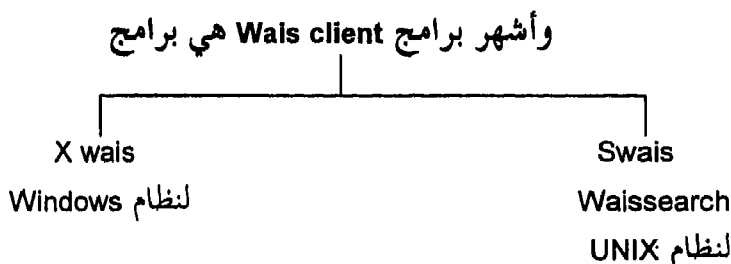 وأشهر برامج Wais client هي برامج
Swais
Waissearch
لنظام UNIX
X wais
لنظام Windows